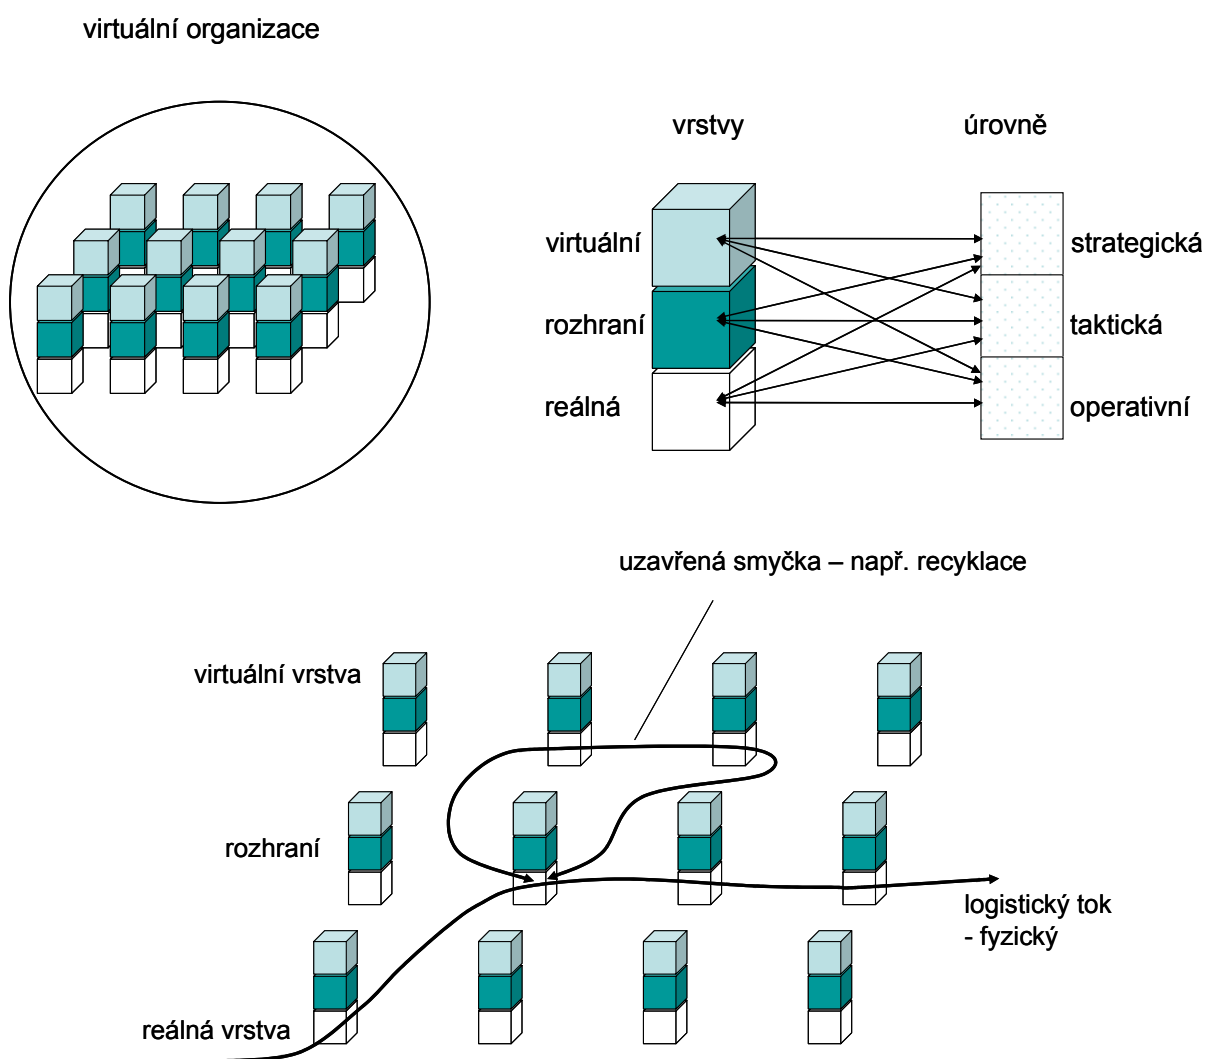 virtuální organizace
vrstvy
úrovně
virtuální
strategická
rozhraní
taktická
reálná
operativní
uzavřená smyčka – např. recyklace
virtuální vrstva
rozhraní
logistický tok
- fyzický
reálná vrstva